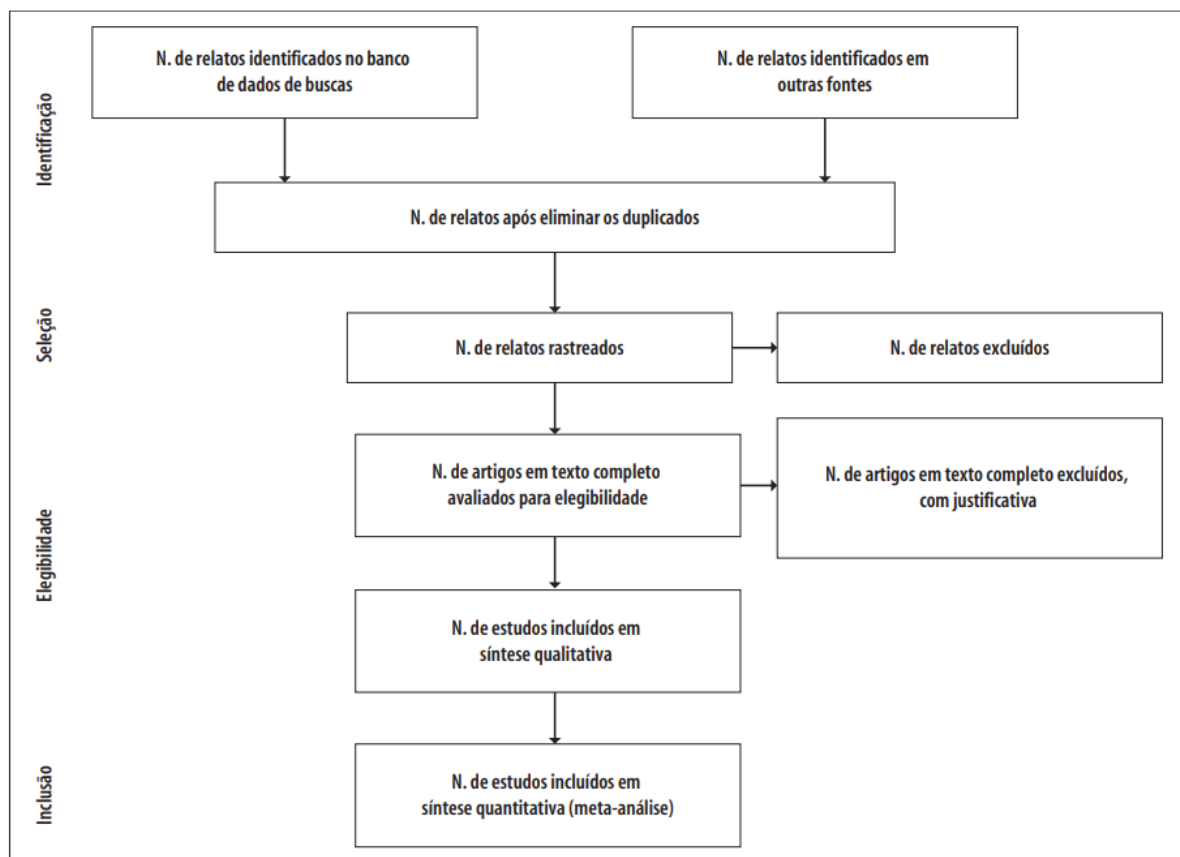 Identificação
N. de relatos identificados no banco
de dados de buscas
N. de relatos identificados em
outras fontes
N. de relatos após eliminar os duplicados
Seleção
N. de relatos rastreados
N. de relatos excluídos
Elegibilidade
N. de artigos em texto completo
avaliados para elegibilidade
N. de artigos em texto completo excluídos,
com justificativa
N. de estudos incluídos em
síntese qualitativa
Inclusão
N. de estudos incluídos em
síntese quantitativa (meta-análise)